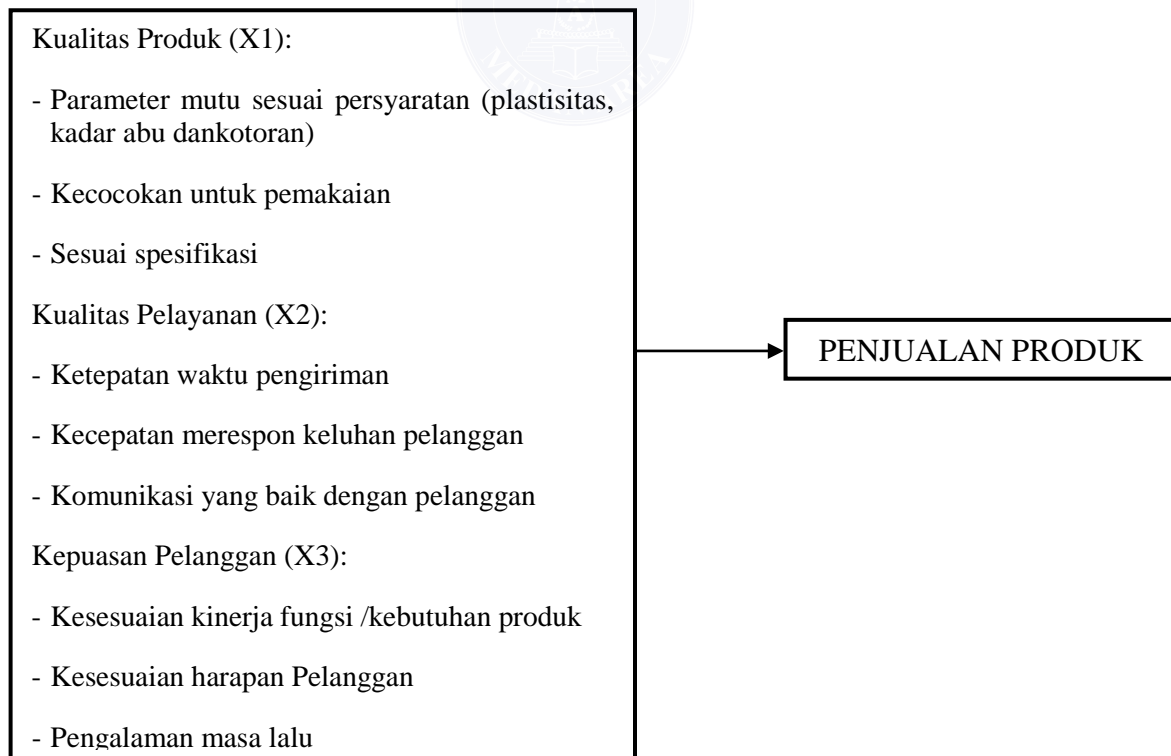 Kualitas Produk (X1):
- Parameter mutu sesuai persyaratan (plastisitas,
kadar abu dankotoran)
- Kecocokan untuk pemakaian
- Sesuai spesifikasi
Kualitas Pelayanan (X2):
- Ketepatan waktu pengiriman
- Kecepatan merespon keluhan pelanggan
- Komunikasi yang baik dengan pelanggan
Kepuasan Pelanggan (X3):
- Kesesuaian kinerja fungsi /kebutuhan produk
- Kesesuaian harapan Pelanggan
- Pengalaman masa lalu
PENJUALAN PRODUK